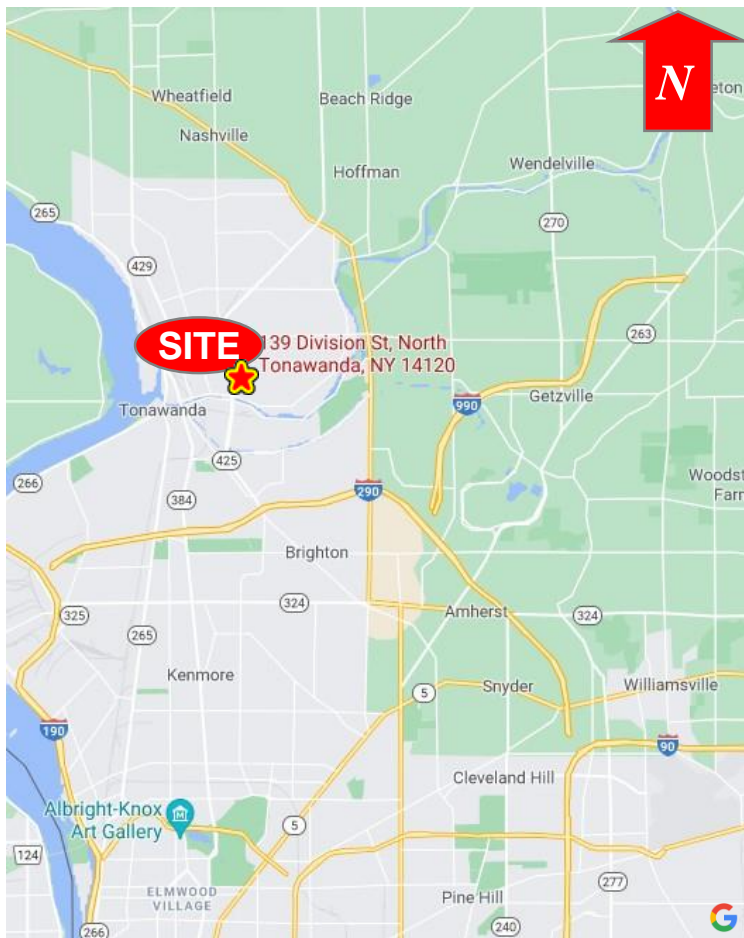 N
eton
Wheatfield
Beach Ridge
Nashville
Hoffman
Wendelville
265
270
429
263
SITE
139 Division St, North
Tonawanda, NY 14120
Tonawanda
990
Getzville
425
266
384
290
Woodst
Farm
Brighton
324
325
Amherst
324
265
Kenmore
5
Snyder
Williamsville
190
90
Cleveland Hill
Albright-Knox
Art Gallery
5
124
277
ELMWOOD
VILLAGE
Pine Hill
240
266